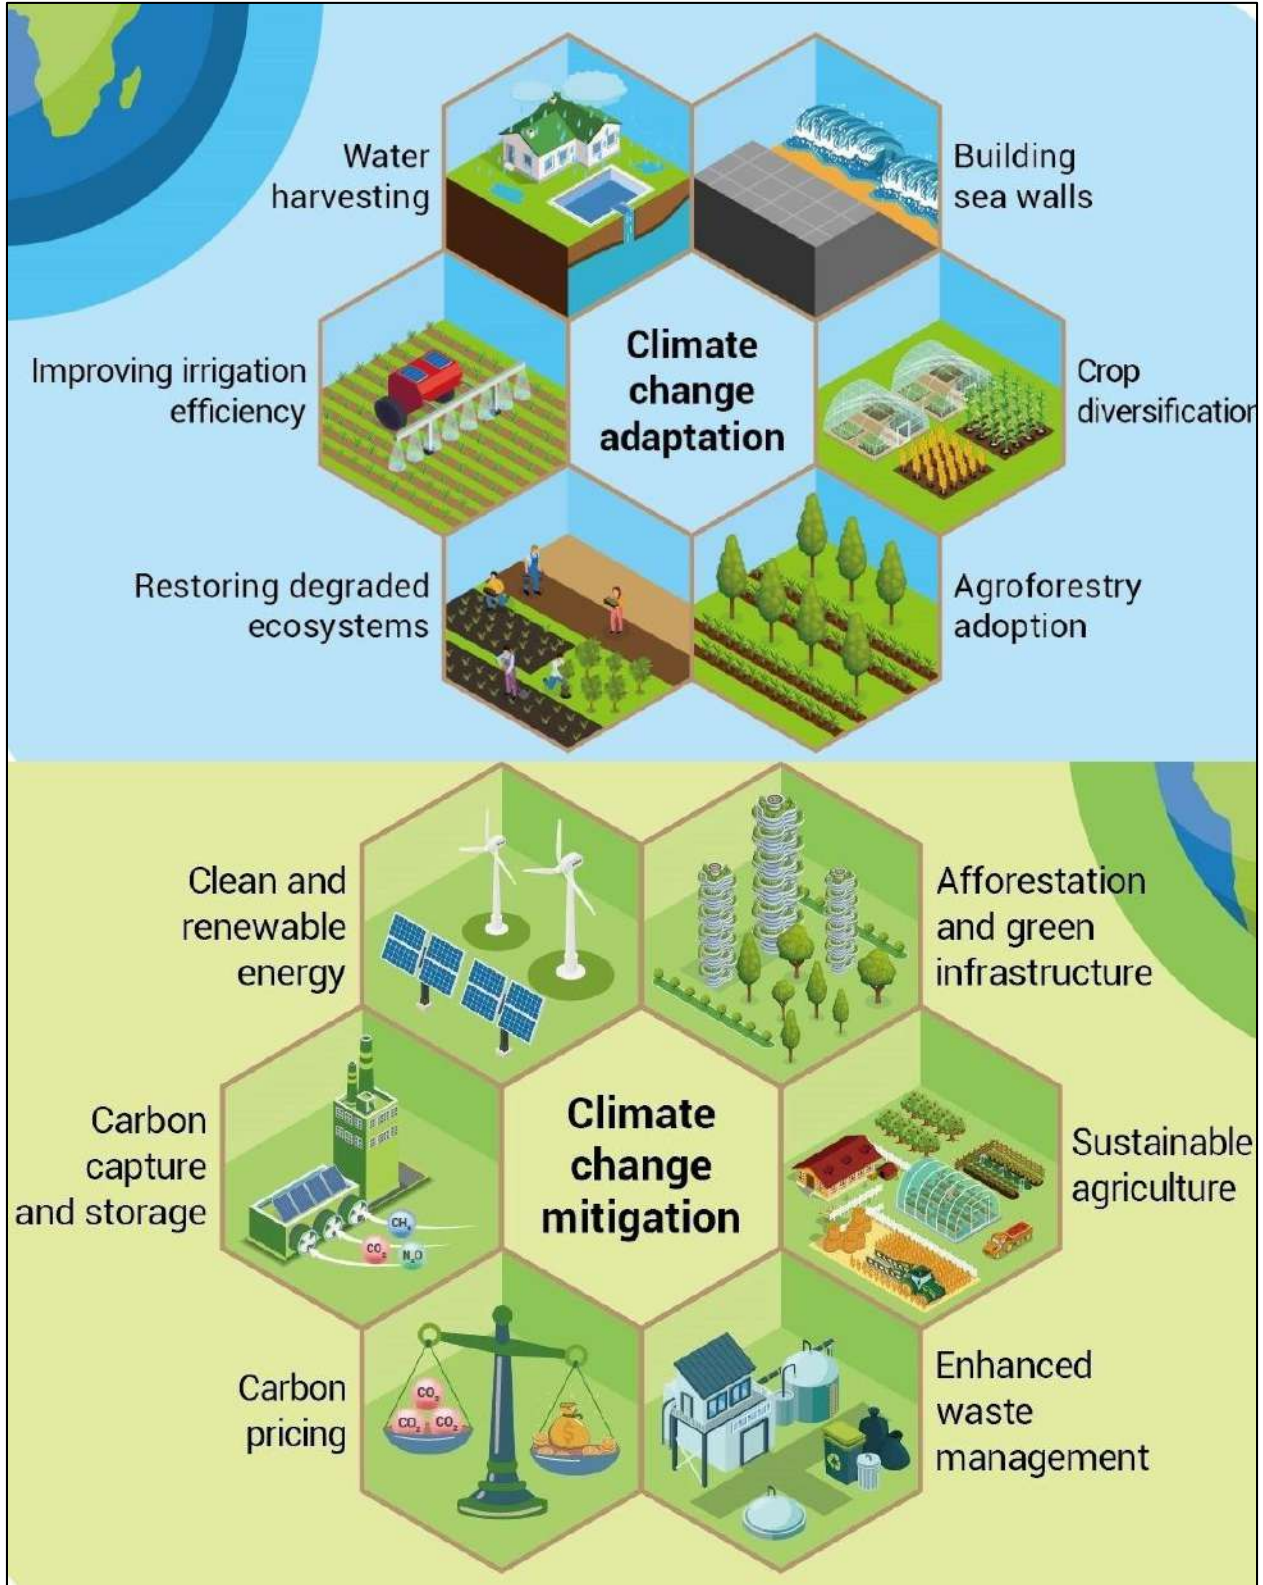 Water
harvesting
Building
sea walls
Improving irrigation
efficiency
Climate
change
adaptation
Crop
diversification
Restoring degraded
ecosystems
Agroforestry
adoption
Clean and
renewable
energy
Afforestation
and green
infrastructure
Carbon
capture
and storage
CH₄
CO₂
N₂O
Climate
change
mitigation
Sustainable
agriculture
Carbon
pricing
CO₂
CO₂ CO₂
$
Enhanced
waste
management